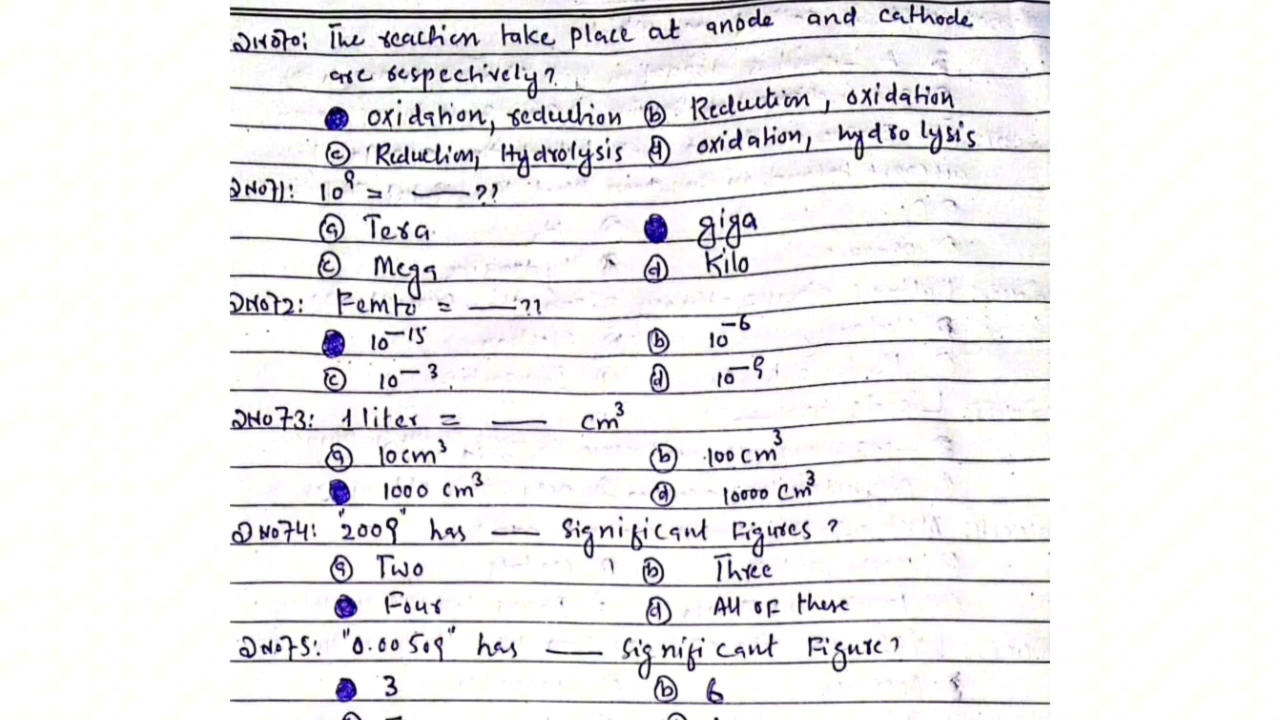 QNO70: The reaction take place at anode and cathode
are respectively?
oxidation, reduction ⓑ Reduction, oxidation
ⓒ Reduction, Hydrolysis ⓓ oxidation, hydrolysis
QNO71: 10⁹ = —— ??
ⓐ Tera giga
ⓒ Mega ⓓ Kilo
QNO72: Femto = —— ??
10⁻¹⁵ ⓑ 10⁻⁶
ⓒ 10⁻³ ⓓ 10⁻⁹
QNO73: 1 liter = —— cm³
ⓐ 10cm³ ⓑ 100cm³
1000 cm³ ⓓ 10000 cm³
QNO74: "2009" has —— Significant Figures?
ⓐ Two ⓑ Three
Four ⓓ All of these
QNO75: "0.00509" has —— Significant Figure?
3 ⓑ 6